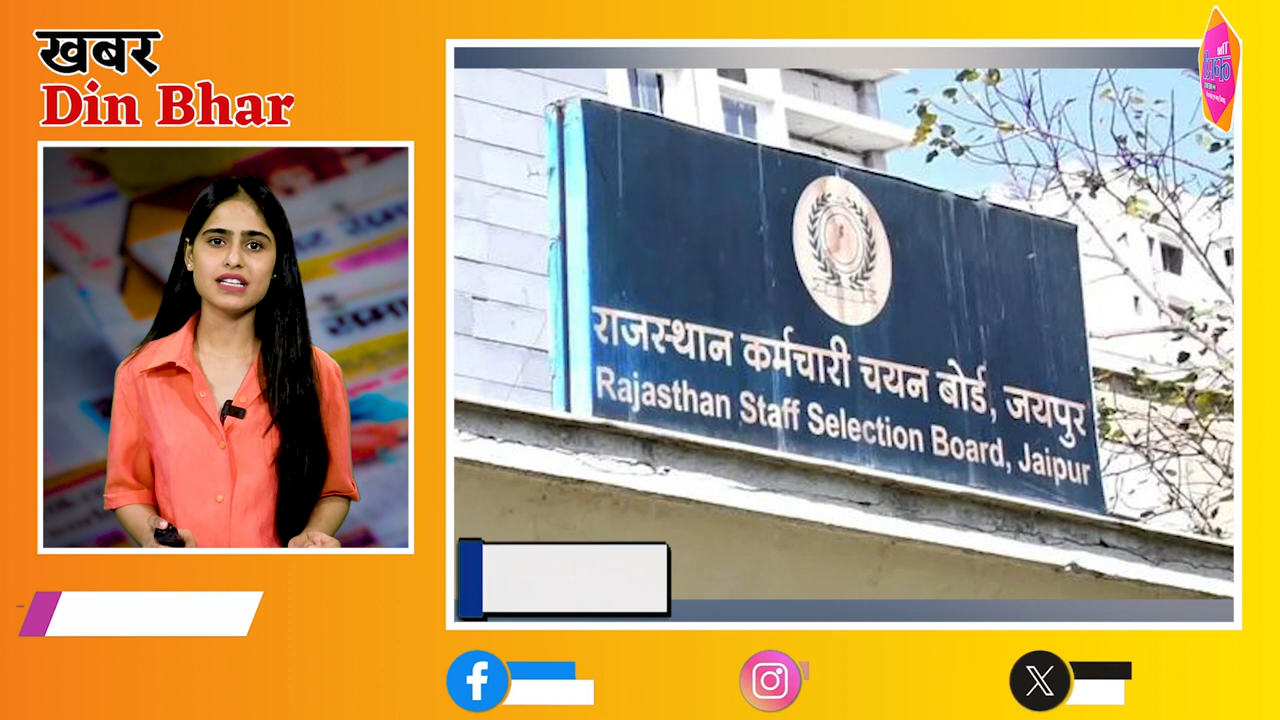 खबर
Din Bhar
राजस्थान कर्मचारी चयन बोर्ड, जयपुर
Rajasthan Staff Selection Board, Jaipur